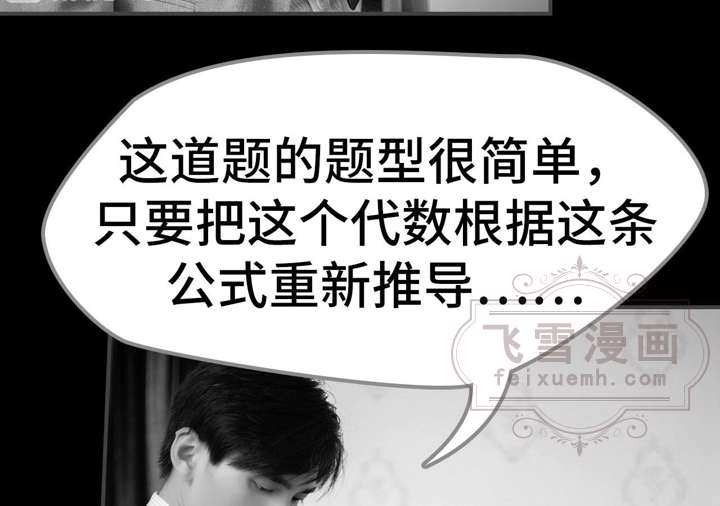 这道题的题型很简单，
只要把这个代数根据这条
公式重新推导……
飞雪漫画
feixuemh.com